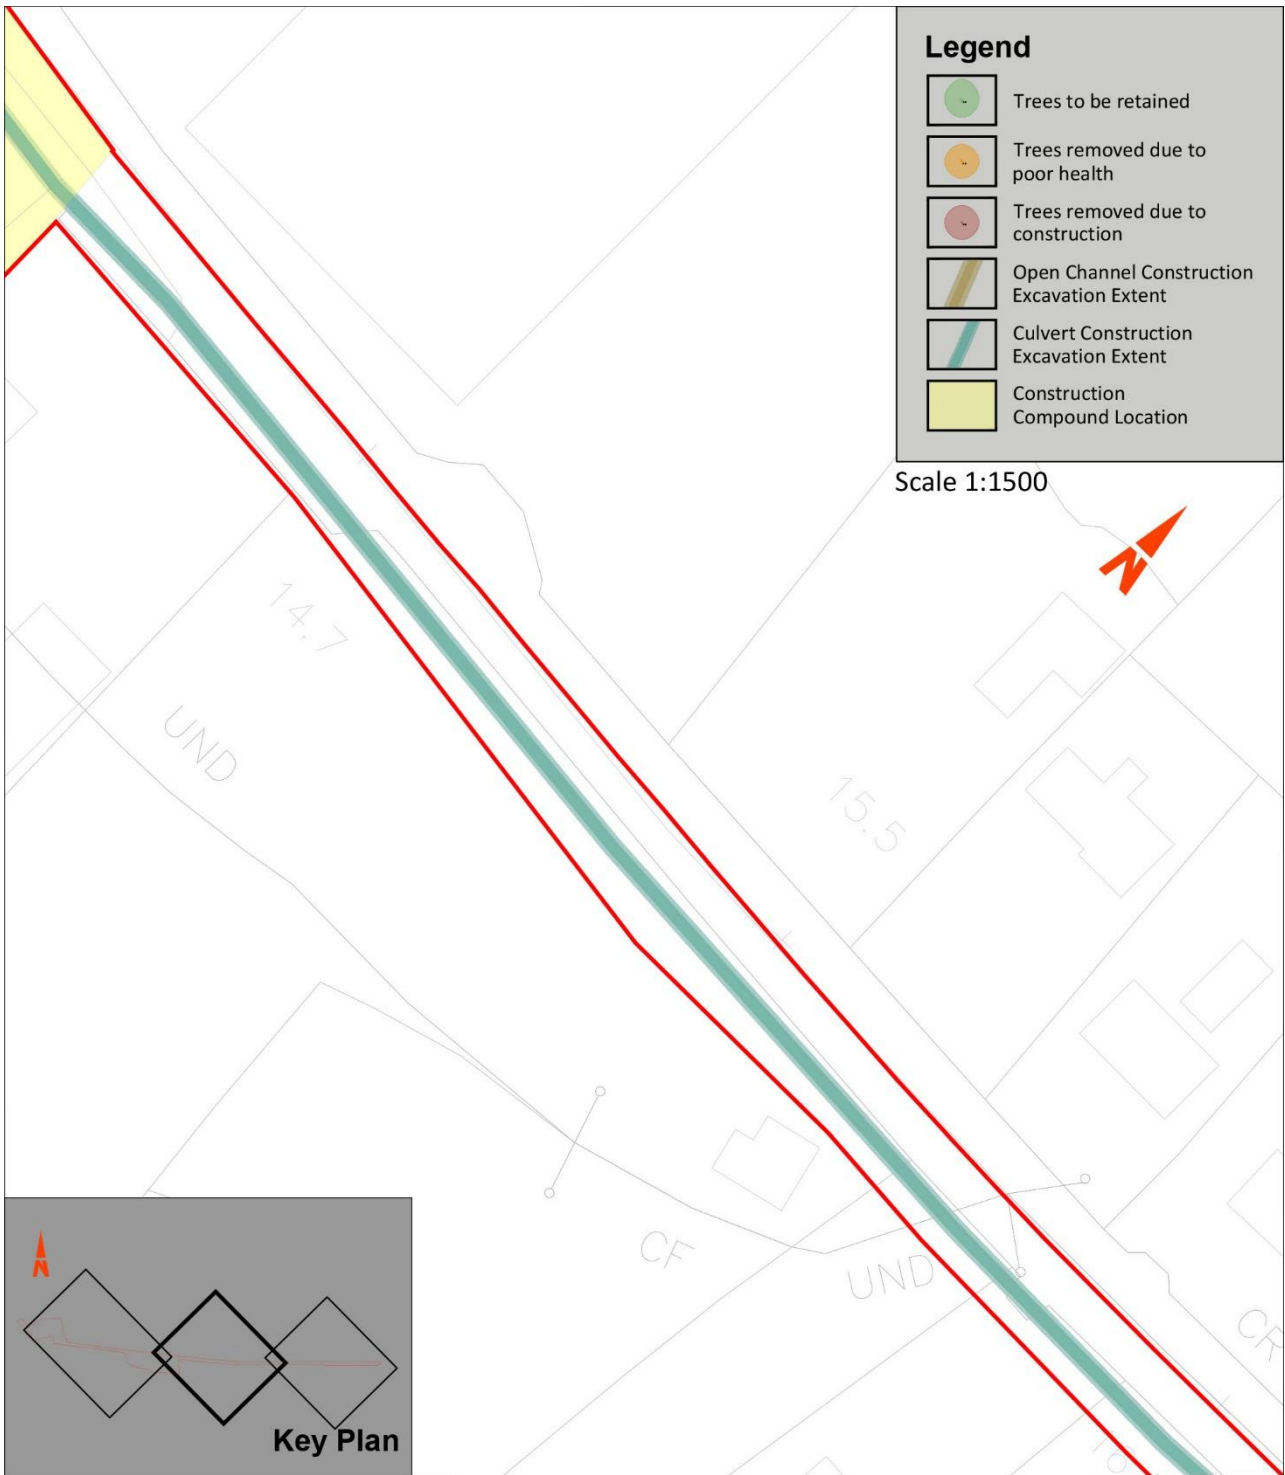 Legend
Trees to be retained
Trees removed due to
poor health
Trees removed due to
construction
Open Channel Construction
Excavation Extent
Culvert Construction
Excavation Extent
Construction
Compound Location
Scale 1:1500
N
14.7
UND
15.5
CF
UND
CR
N
Key Plan